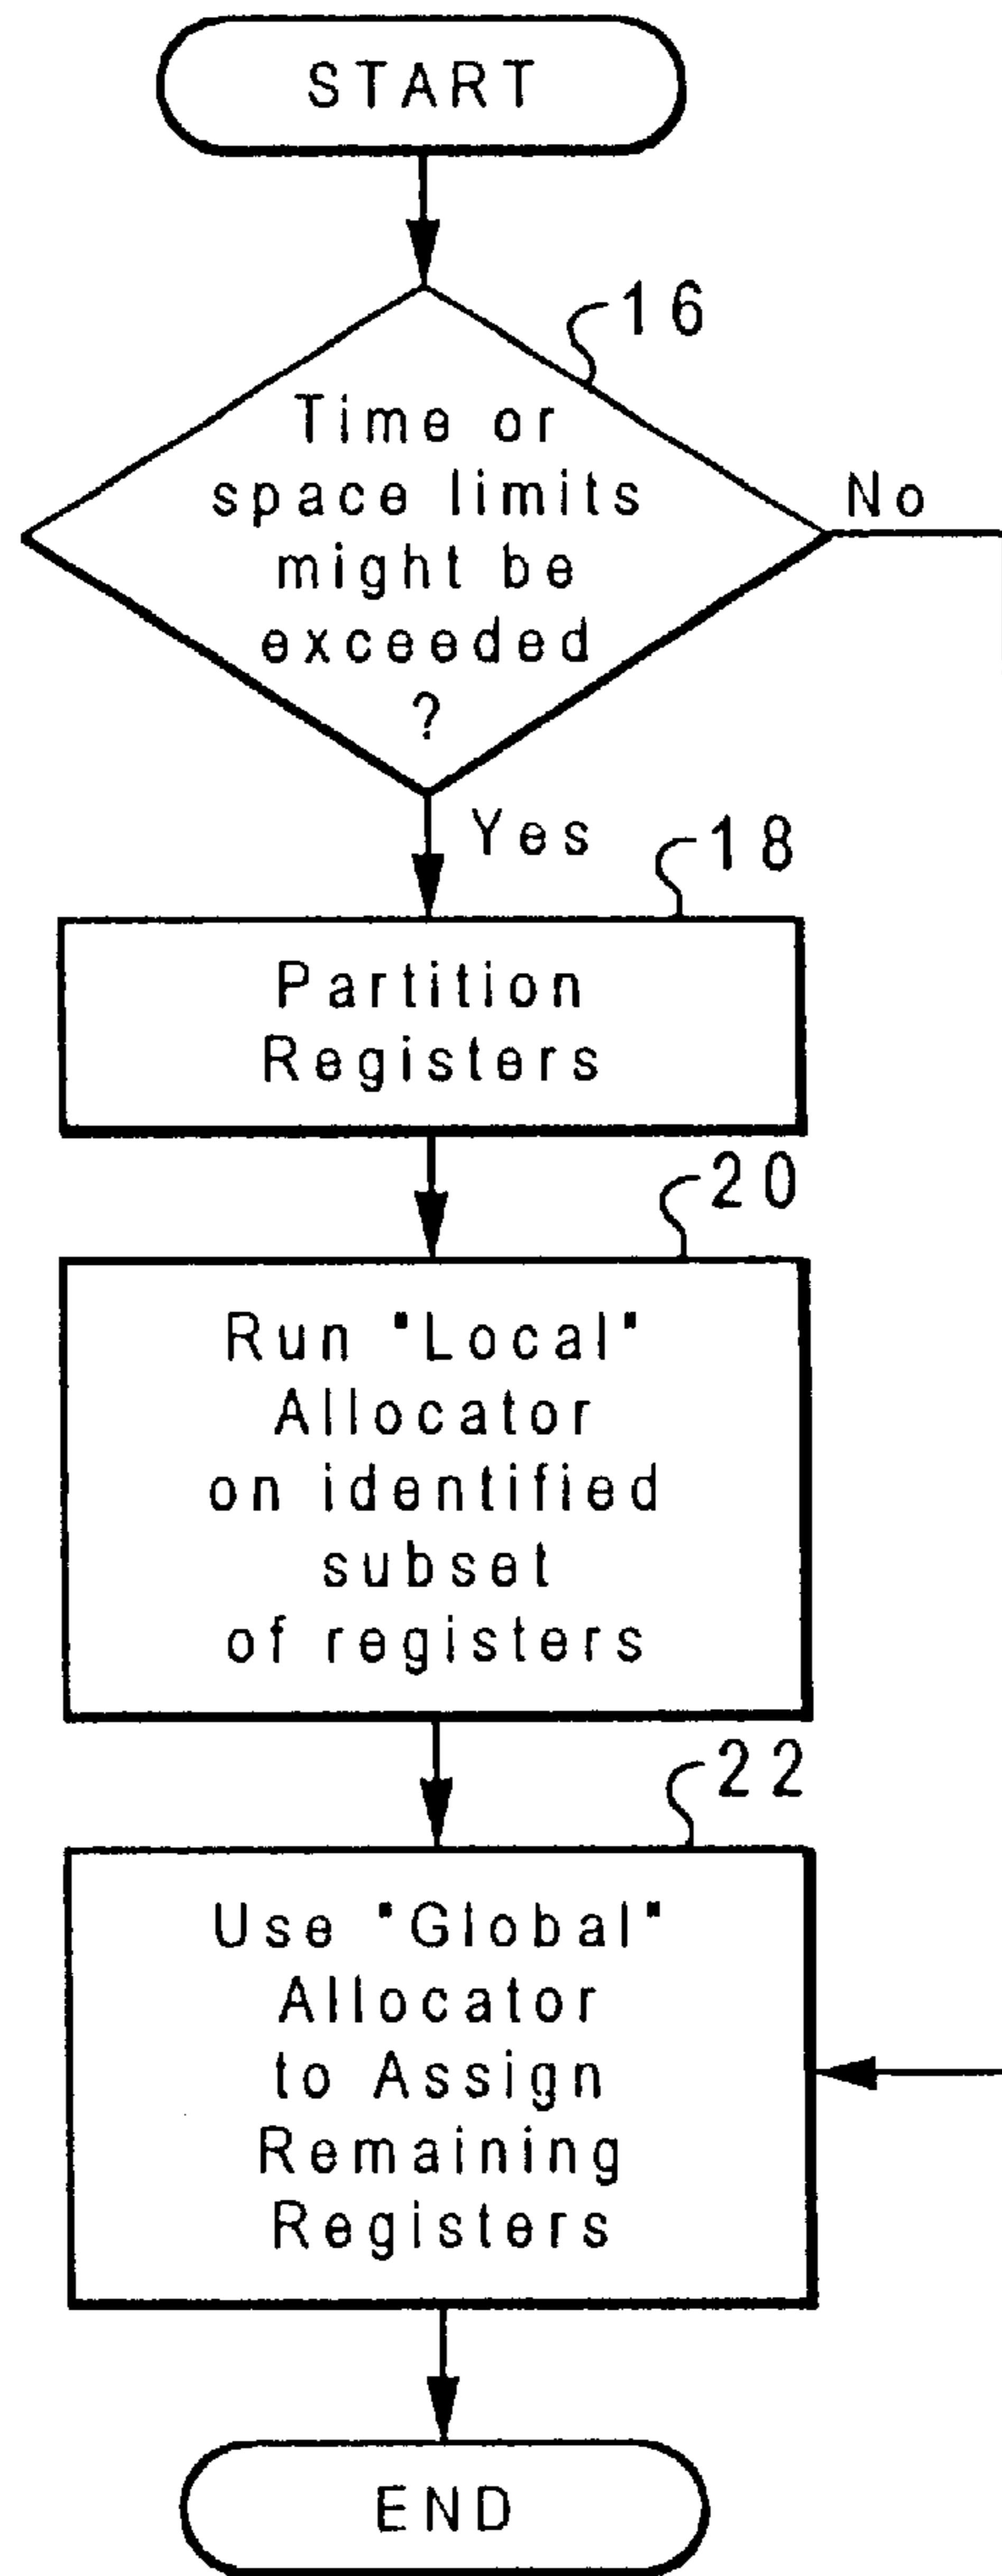 START
16
Time or
space limits
might be
exceeded
?
No
Yes
18
Partition
Registers
20
Run "Local"
Allocator
on identified
subset
of registers
22
Use "Global"
Allocator
to Assign
Remaining
Registers
END